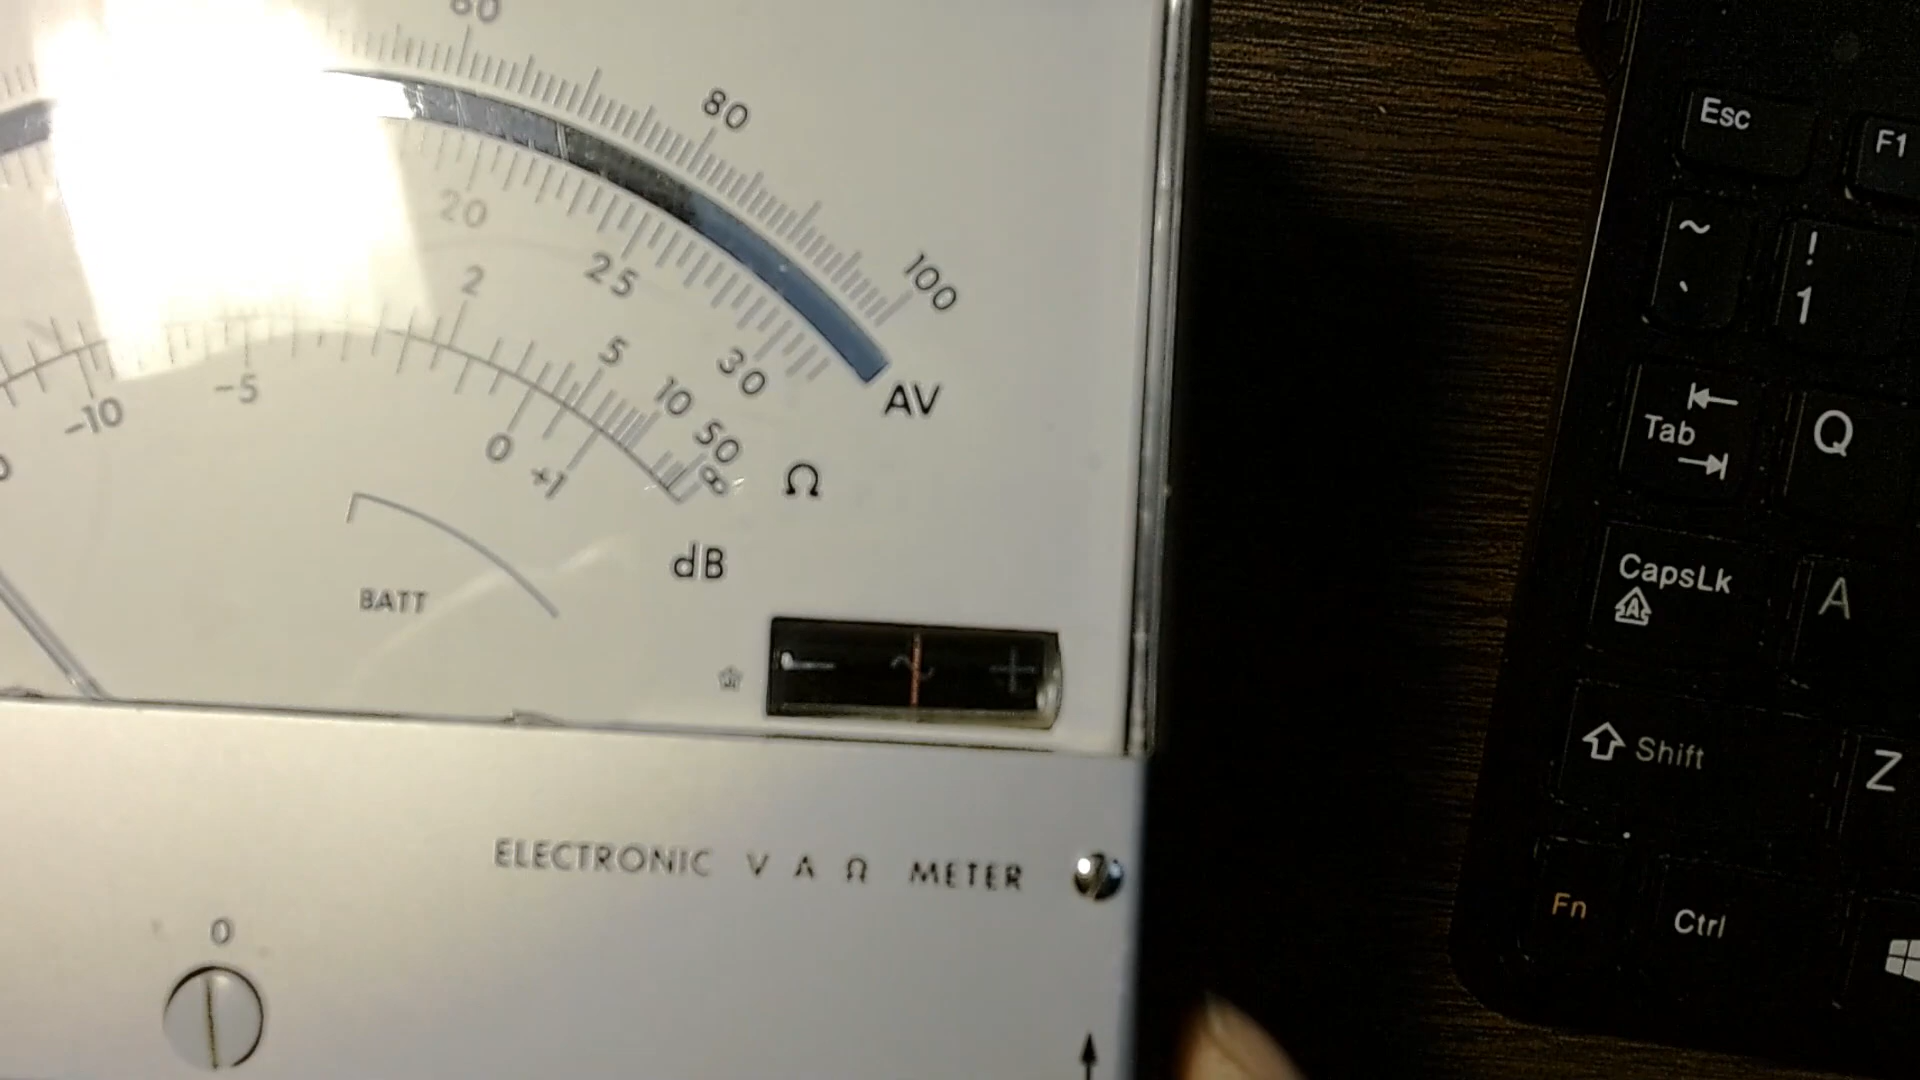 60
80
100
20
25
30
AV
2
5
10
50
∞
Ω
-10
-5
0
+1
dB
BATT
− ~ +
ELECTRONIC V A Ω METER
0
Esc
F1
~
`
!
1
Tab
Q
CapsLk
A
A
Shift
Z
Fn
Ctrl